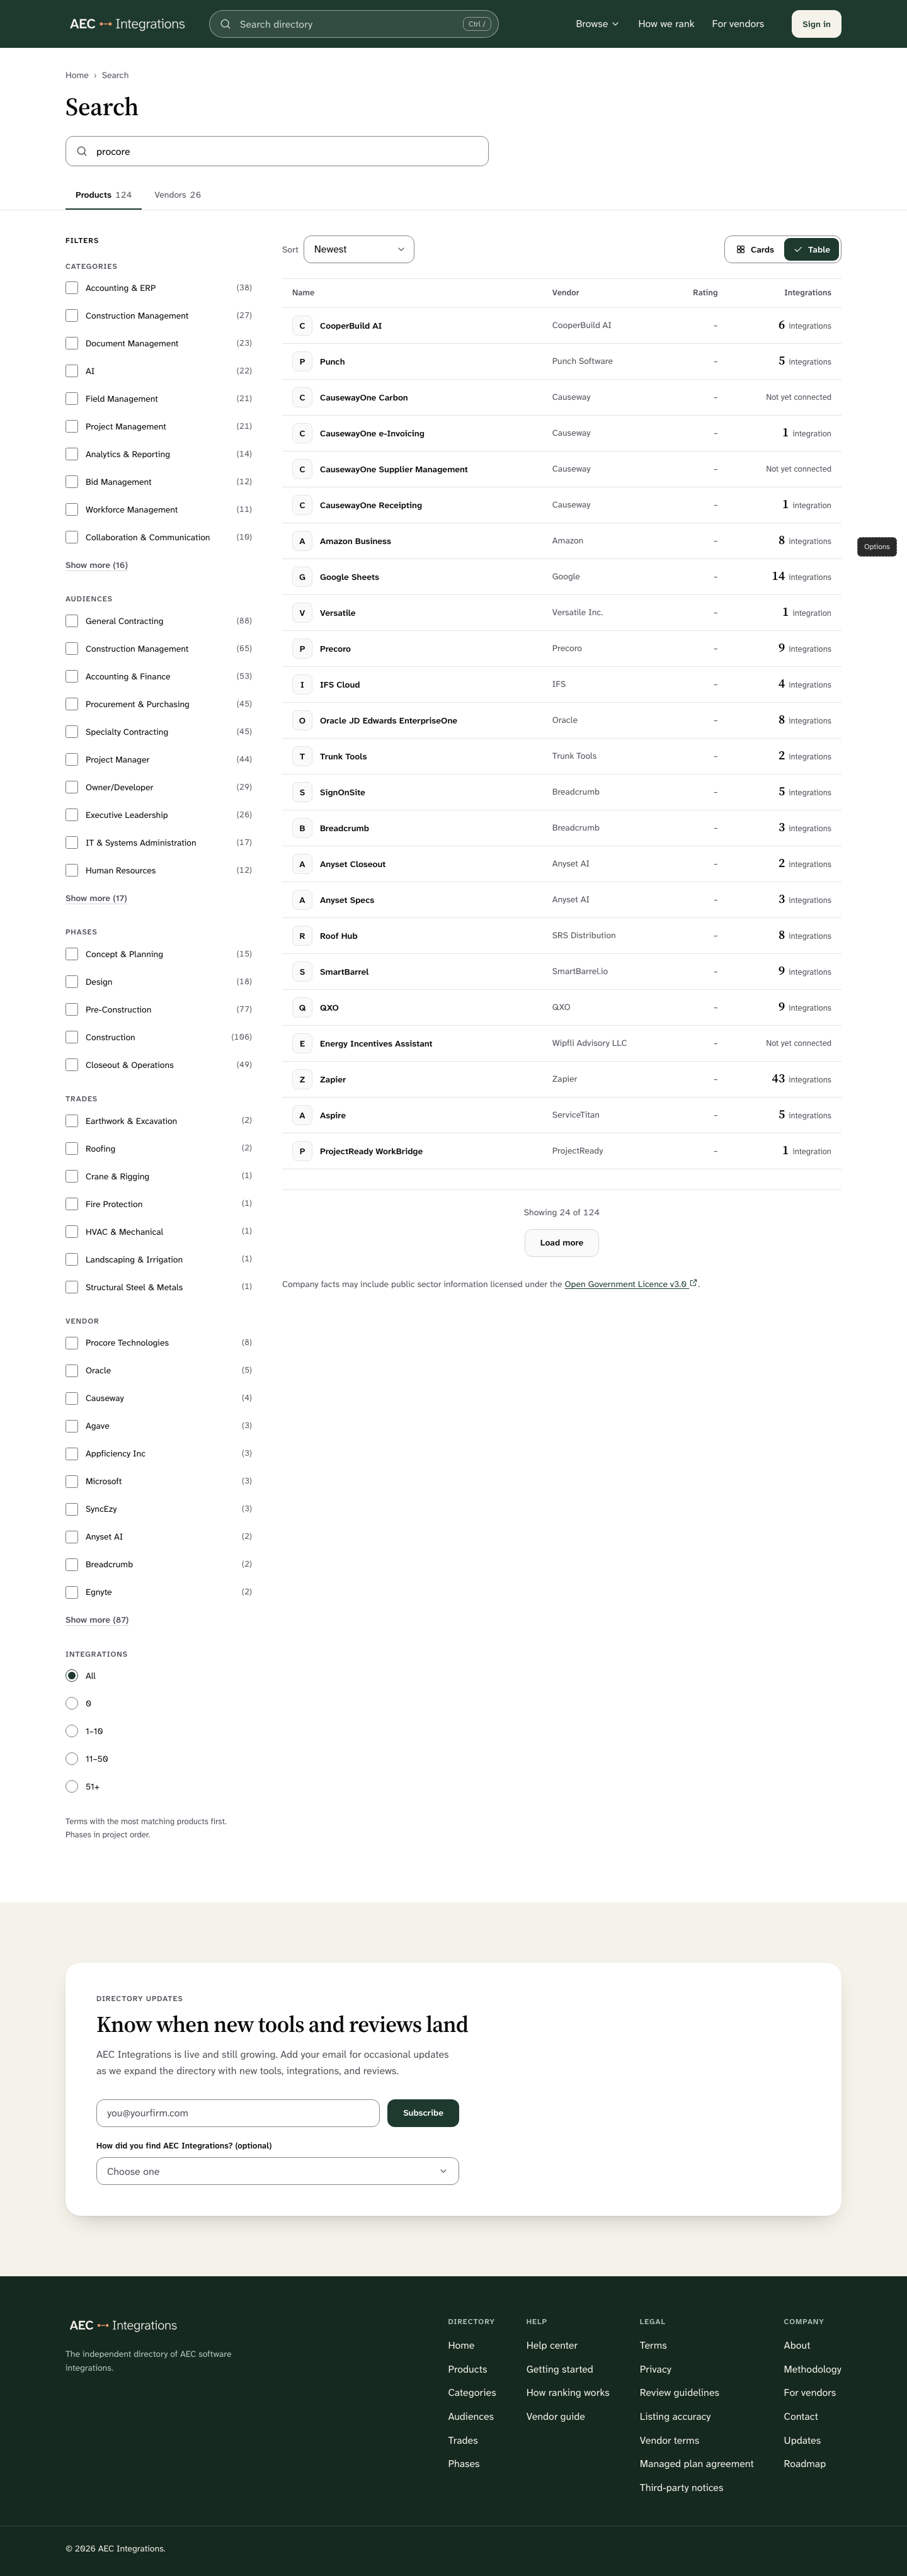 AEC Integrations
Search directory
Ctrl /
Browse
How we rank
For vendors
Sign in
Home › Search
Search
procore
Products 124
Vendors 26
FILTERS
CATEGORIES
Accounting & ERP (38)
Construction Management (27)
Document Management (23)
AI (22)
Field Management (21)
Project Management (21)
Analytics & Reporting (14)
Bid Management (12)
Workforce Management (11)
Collaboration & Communication (10)
Show more (16)
AUDIENCES
General Contracting (88)
Construction Management (65)
Accounting & Finance (53)
Procurement & Purchasing (45)
Specialty Contracting (45)
Project Manager (44)
Owner/Developer (29)
Executive Leadership (26)
IT & Systems Administration (17)
Human Resources (12)
Show more (17)
PHASES
Concept & Planning (15)
Design (18)
Pre-Construction (77)
Construction (106)
Closeout & Operations (49)
TRADES
Earthwork & Excavation (2)
Roofing (2)
Crane & Rigging (1)
Fire Protection (1)
HVAC & Mechanical (1)
Landscaping & Irrigation (1)
Structural Steel & Metals (1)
VENDOR
Procore Technologies (8)
Oracle (5)
Causeway (4)
Agave (3)
Appficiency Inc (3)
Microsoft (3)
SyncEzy (3)
Anyset AI (2)
Breadcrumb (2)
Egnyte (2)
Show more (87)
INTEGRATIONS
All
0
1–10
11–50
51+
Terms with the most matching products first.
Phases in project order.
Sort Newest
Cards
Table
Name Vendor Rating Integrations
C CooperBuild AI CooperBuild AI – 6 integrations
P Punch Punch Software – 5 integrations
C CausewayOne Carbon Causeway – Not yet connected
C CausewayOne e-Invoicing Causeway – 1 integration
C CausewayOne Supplier Management Causeway – Not yet connected
C CausewayOne Receipting Causeway – 1 integration
A Amazon Business Amazon – 8 integrations
G Google Sheets Google – 14 integrations
V Versatile Versatile Inc. – 1 integration
P Precoro Precoro – 9 integrations
I IFS Cloud IFS – 4 integrations
O Oracle JD Edwards EnterpriseOne Oracle – 8 integrations
T Trunk Tools Trunk Tools – 2 integrations
S SignOnSite Breadcrumb – 5 integrations
B Breadcrumb Breadcrumb – 3 integrations
A Anyset Closeout Anyset AI – 2 integrations
A Anyset Specs Anyset AI – 3 integrations
R Roof Hub SRS Distribution – 8 integrations
S SmartBarrel SmartBarrel.io – 9 integrations
Q QXO QXO – 9 integrations
E Energy Incentives Assistant Wipfli Advisory LLC – Not yet connected
Z Zapier Zapier – 43 integrations
A Aspire ServiceTitan – 5 integrations
P ProjectReady WorkBridge ProjectReady – 1 integration
Showing 24 of 124
Load more
Company facts may include public sector information licensed under the Open Government Licence v3.0.
Options
DIRECTORY UPDATES
Know when new tools and reviews land
AEC Integrations is live and still growing. Add your email for occasional updates
as we expand the directory with new tools, integrations, and reviews.
you@yourfirm.com
Subscribe
How did you find AEC Integrations? (optional)
Choose one
AEC Integrations
The independent directory of AEC software
integrations.
DIRECTORY
Home
Products
Categories
Audiences
Trades
Phases
HELP
Help center
Getting started
How ranking works
Vendor guide
LEGAL
Terms
Privacy
Review guidelines
Listing accuracy
Vendor terms
Managed plan agreement
Third-party notices
COMPANY
About
Methodology
For vendors
Contact
Updates
Roadmap
© 2026 AEC Integrations.